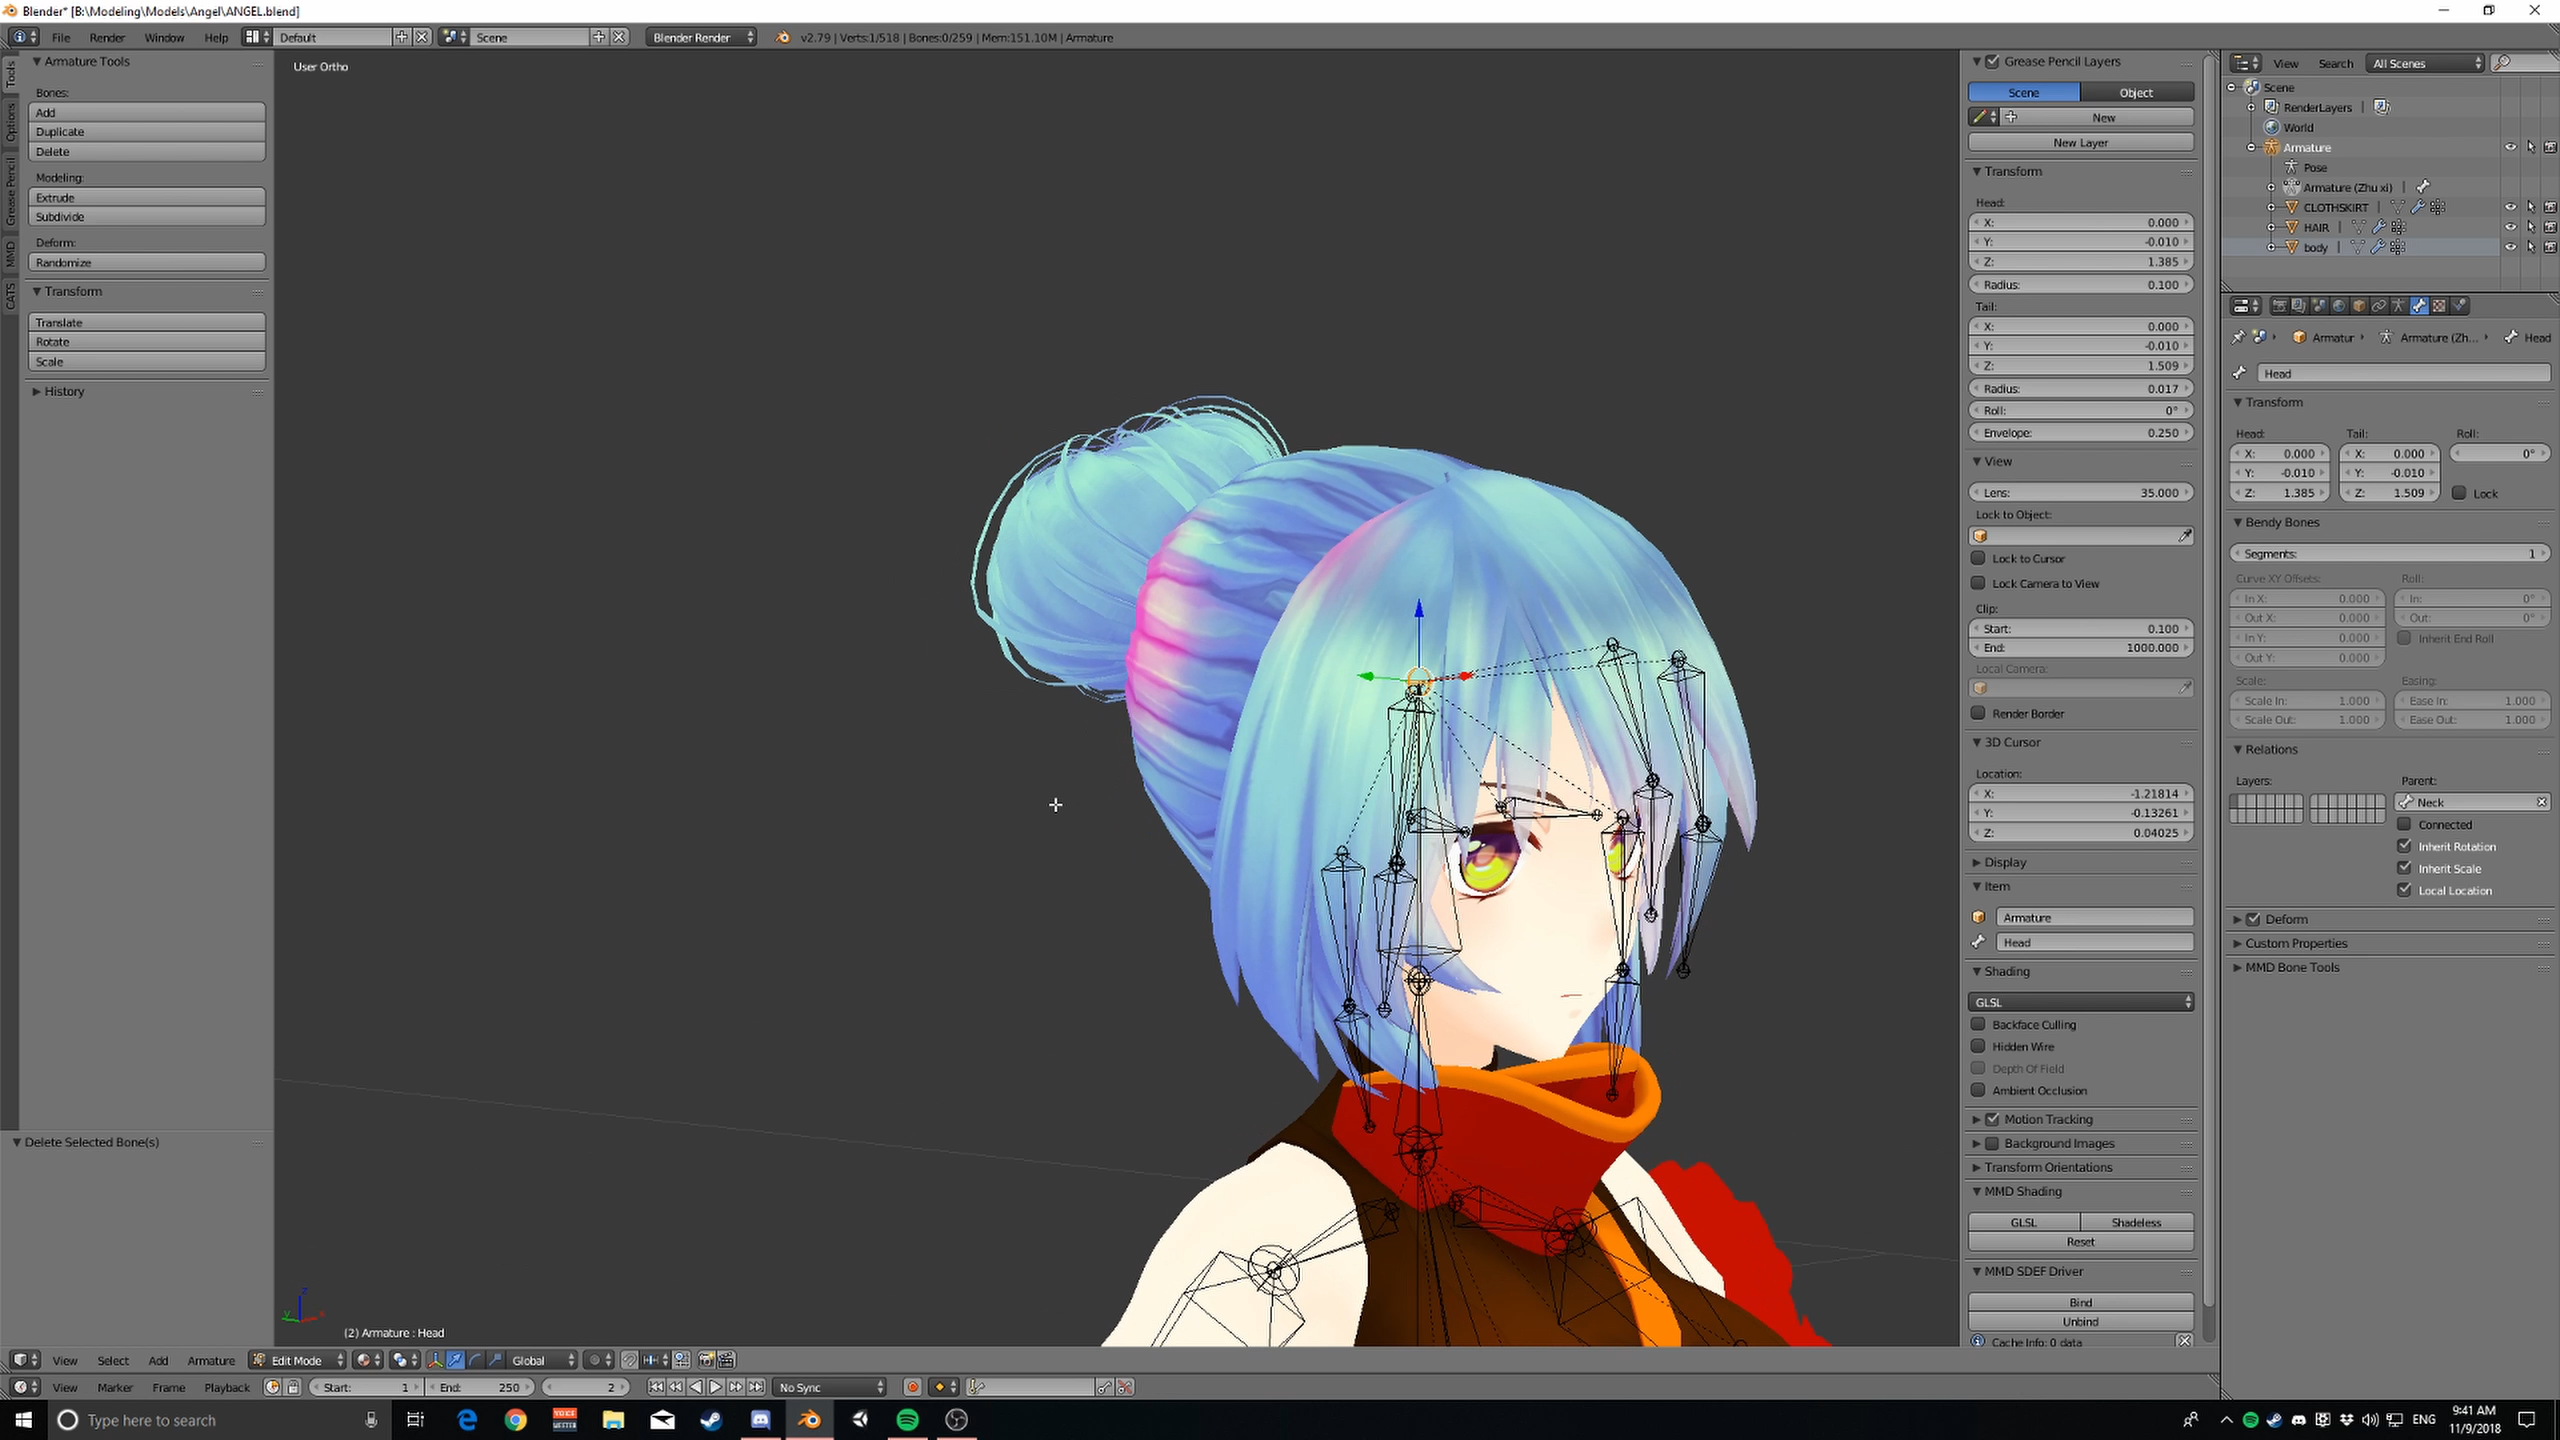 Blender* [B:\Modeling\Models\Angel\ANGEL.blend]
File Render Window Help Default Scene Blender Render v2.79 | Verts:1/518 | Bones:0/259 | Mem:151.10M | Armature
Tools
Options
Grease Pencil
MMD
CATS
Armature Tools
Bones:
Add
Duplicate
Delete
Modeling:
Extrude
Subdivide
Deform:
Randomize
Transform
Translate
Rotate
Scale
History
Delete Selected Bone(s)
User Ortho
(2) Armature : Head
Grease Pencil Layers
Scene Object
New
New Layer
Transform
Head:
X: 0.000
Y: -0.010
Z: 1.385
Radius: 0.100
Tail:
X: 0.000
Y: -0.010
Z: 1.509
Radius: 0.017
Roll: 0°
Envelope: 0.250
View
Lens: 35.000
Lock to Object:
Lock to Cursor
Lock Camera to View
Clip:
Start: 0.100
End: 1000.000
Local Camera:
Render Border
3D Cursor
Location:
X: -1.21814
Y: -0.13261
Z: 0.04025
Display
Item
Armature
Head
Shading
GLSL
Backface Culling
Hidden Wire
Depth Of Field
Ambient Occlusion
Motion Tracking
Background Images
Transform Orientations
MMD Shading
GLSL Shadeless
Reset
MMD SDEF Driver
Bind
Unbind
Cache Info: 0 data
View Search All Scenes
Scene
RenderLayers
World
Armature
Pose
Armature (Zhu xi)
CLOTHSKIRT
HAIR
body
Armatur Armature (Zh... Head
Head
Transform
Head: Tail: Roll:
X: 0.000 X: 0.000 0°
Y: -0.010 Y: -0.010
Z: 1.385 Z: 1.509 Lock
Bendy Bones
Segments: 1
Curve XY Offsets: Roll:
In X: 0.000 In: 0°
Out X: 0.000 Out: 0°
In Y: 0.000 Inherit End Roll
Out Y: 0.000
Scale: Easing:
Scale In: 1.000 Ease In: 1.000
Scale Out: 1.000 Ease Out: 1.000
Relations
Layers: Parent:
Neck
Connected
Inherit Rotation
Inherit Scale
Local Location
Deform
Custom Properties
MMD Bone Tools
View Select Add Armature Edit Mode Global
View Marker Frame Playback Start: 1 End: 250 2 No Sync
Type here to search
ENG
9:41 AM
11/9/2018